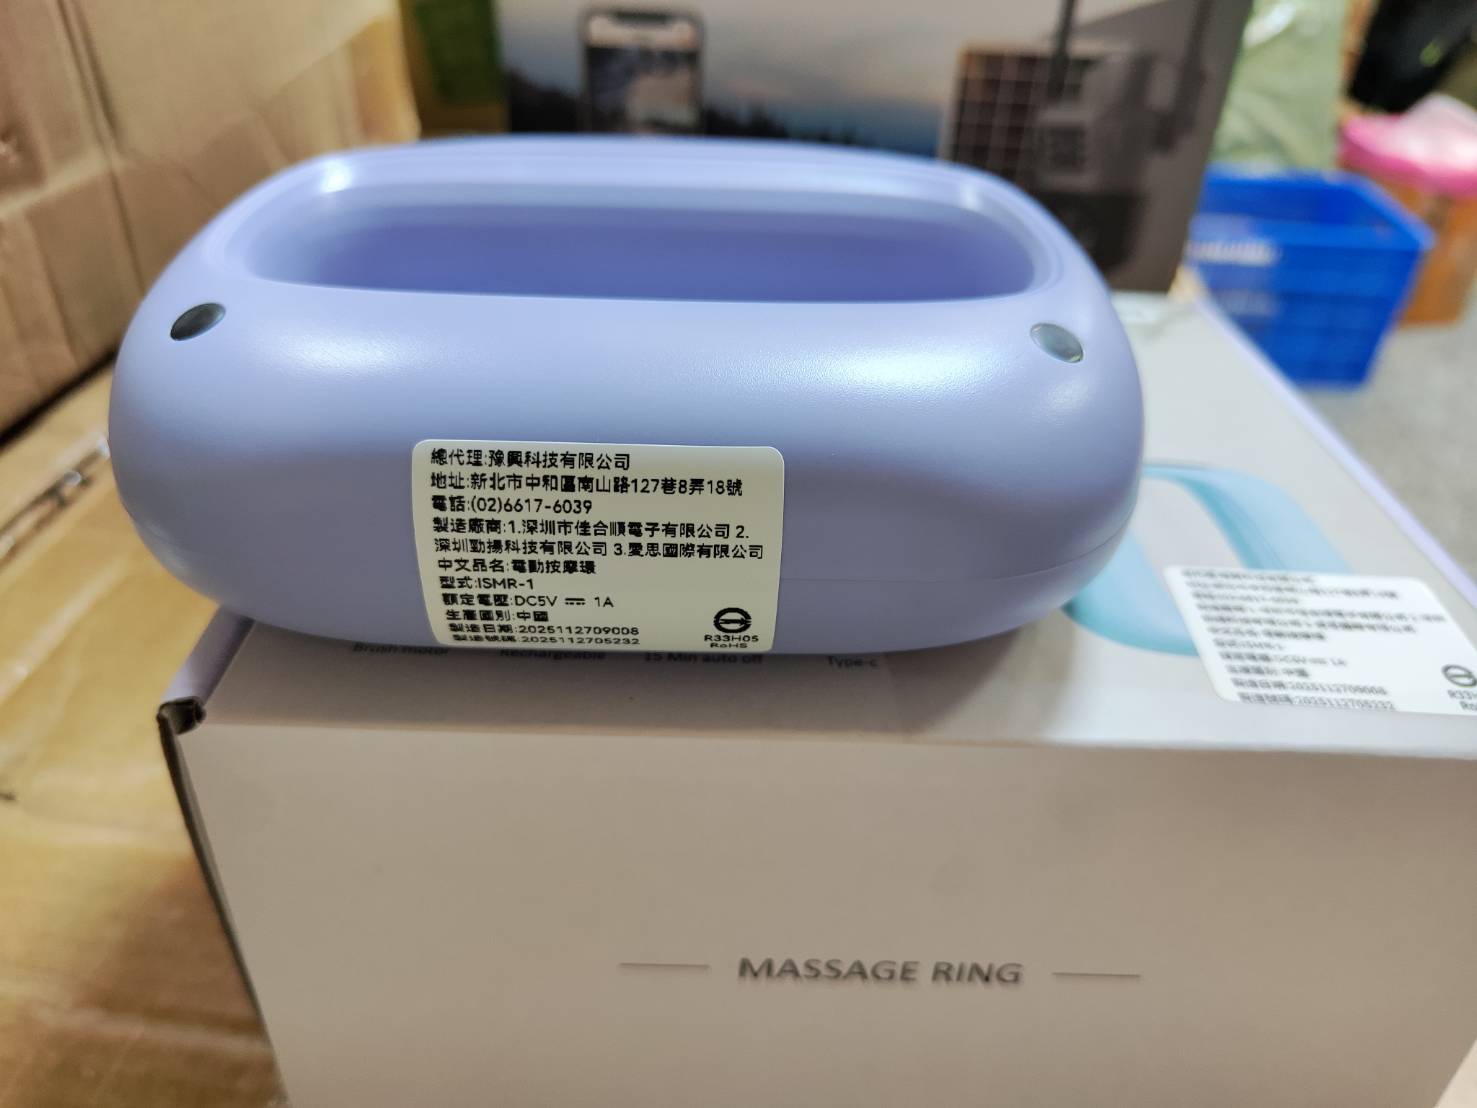 總代理:豫興科技有限公司
地址:新北市中和區南山路127巷8弄18號
電話:(02)6617-6039
製造廠商:1.深圳市佳合順電子有限公司 2.
深圳勁揚科技有限公司 3.愛思國際有限公司
中文品名:電動按摩環
型式:ISMR-1
額定電壓:DC5V ⎓ 1A
生產國別:中國
製造日期:2025112709008
製造號碼:2025112705232
R33H05
RoHS
Brush motor
Rechargeable
15 Min auto off
Type-c
MASSAGE RING